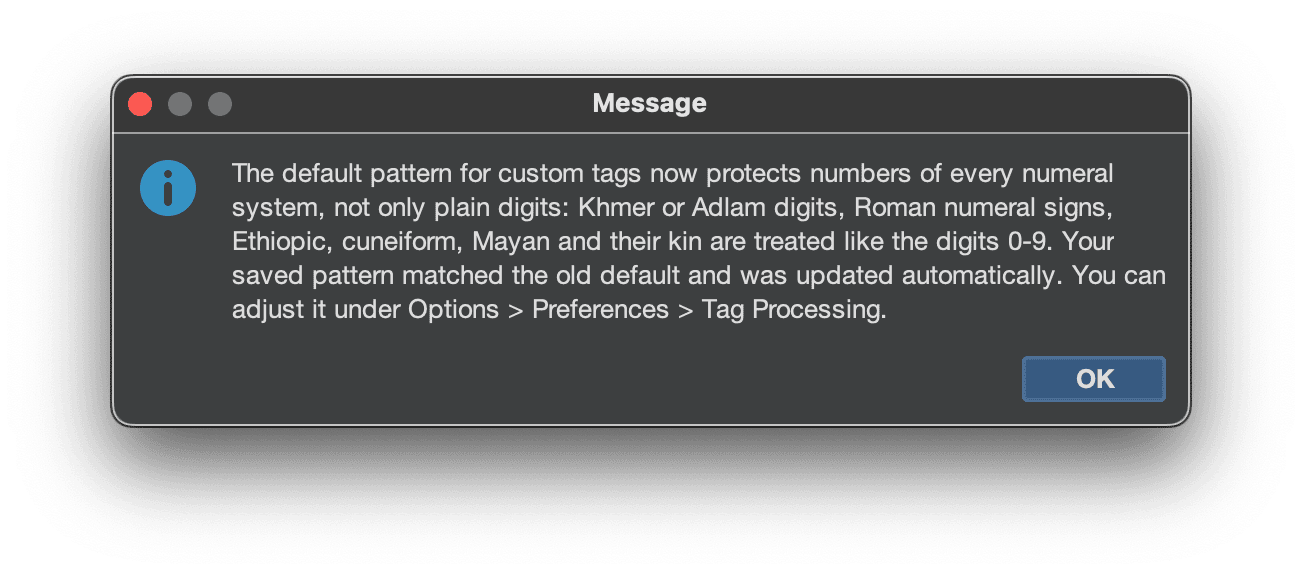 Message
The default pattern for custom tags now protects numbers of every numeral
system, not only plain digits: Khmer or Adlam digits, Roman numeral signs,
Ethiopic, cuneiform, Mayan and their kin are treated like the digits 0-9. Your
saved pattern matched the old default and was updated automatically. You can
adjust it under Options > Preferences > Tag Processing.
OK